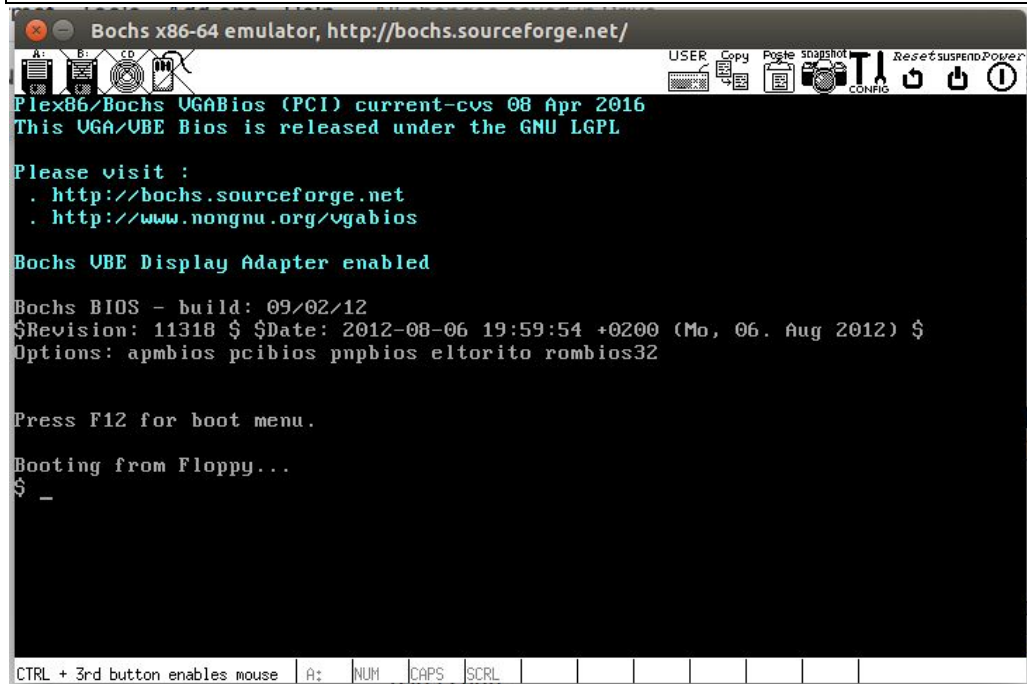 Bochs x86-64 emulator, http://bochs.sourceforge.net/
A: B: CD
USER Copy Poste snapshot CONFIG Reset SUSPEND Power
Plex86/Bochs VGABios (PCI) current-cvs 08 Apr 2016
This VGA/VBE Bios is released under the GNU LGPL
Please visit :
. http://bochs.sourceforge.net
. http://www.nongnu.org/vgabios
Bochs VBE Display Adapter enabled
Bochs BIOS - build: 09/02/12
$Revision: 11318 $ $Date: 2012-08-06 19:59:54 +0200 (Mo, 06. Aug 2012) $
Options: apmbios pcibios pnpbios eltorito rombios32
Press F12 for boot menu.
Booting from Floppy...
$ _
CTRL + 3rd button enables mouse A: NUM CAPS SCRL